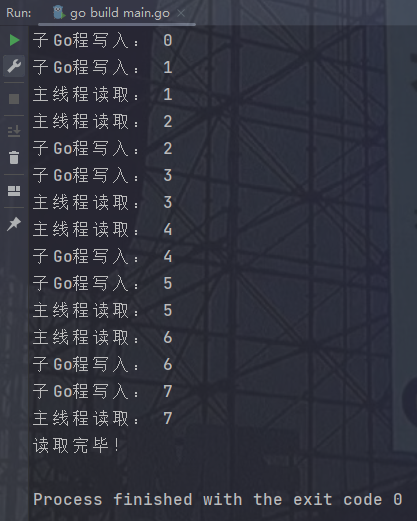 Run: go build main.go ×
子Go程写入： 0
子Go程写入： 1
主线程读取： 1
主线程读取： 2
子Go程写入： 2
子Go程写入： 3
主线程读取： 3
主线程读取： 4
子Go程写入： 4
子Go程写入： 5
主线程读取： 5
主线程读取： 6
子Go程写入： 6
子Go程写入： 7
主线程读取： 7
读取完毕！
Process finished with the exit code 0